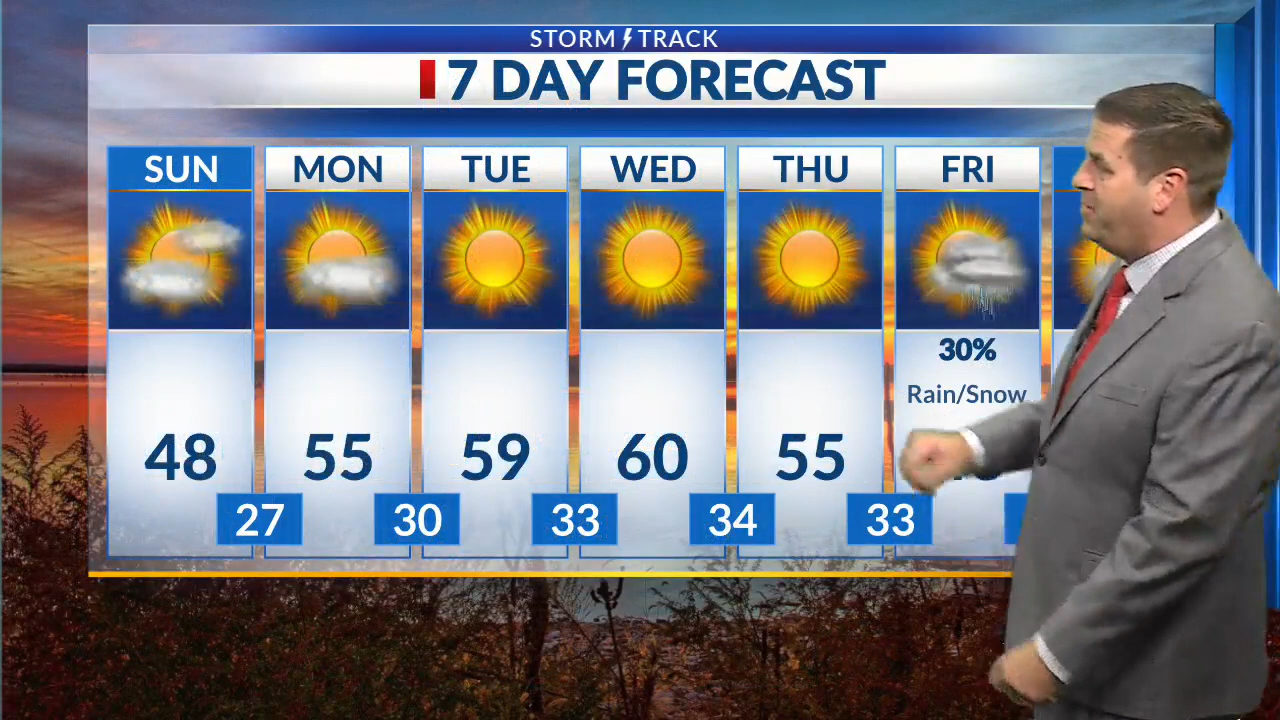 STORM TRACK
7 DAY FORECAST
SUN MON TUE WED THU FRI
30%
Rain/Snow
48 55 59 60 55
27 30 33 34 33